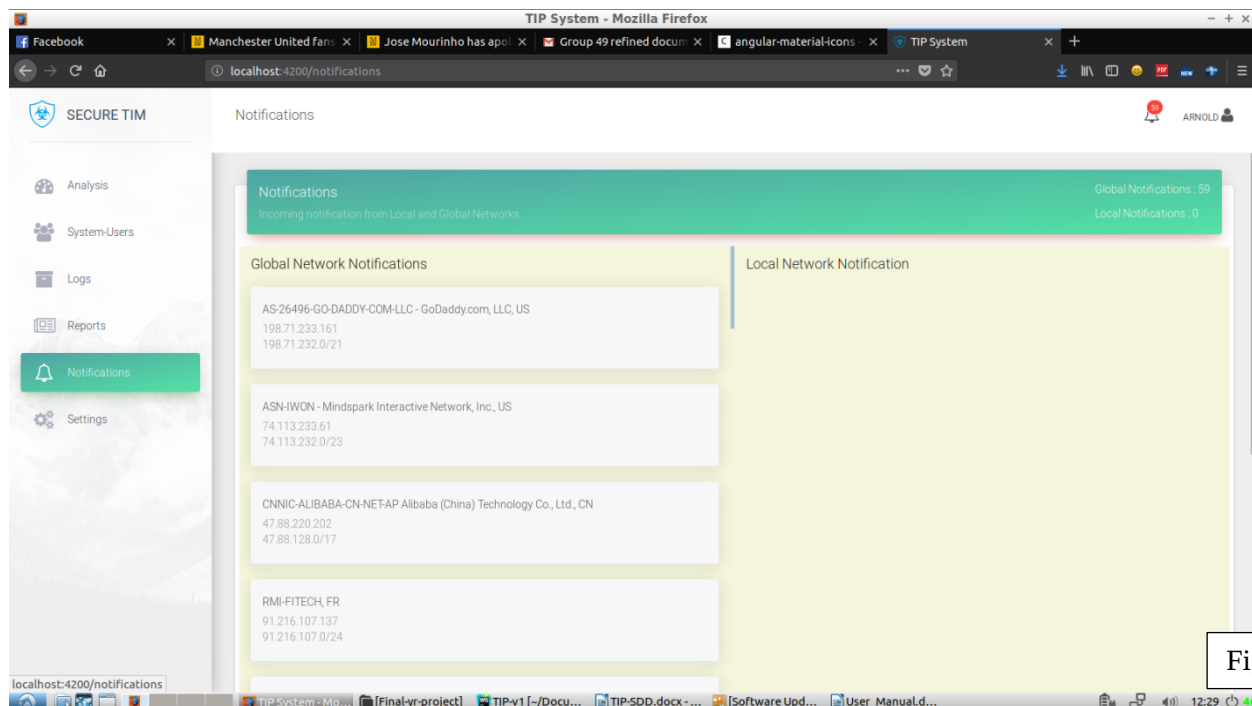 TIP System - Mozilla Firefox
Facebook
Manchester United fans
Jose Mourinho has apol
Group 49 refined docum
angular-material-icons -
TIP System
localhost:4200/notifications
SECURE TIM
Notifications
59
ARNOLD
Analysis
System-Users
Logs
Reports
Notifications
Settings
Notifications
Incoming notification from Local and Global Networks
Global Notifications : 59
Local Notifications : 0
Global Network Notifications
AS-26496-GO-DADDY-COM-LLC - GoDaddy.com, LLC, US
198.71.233.161
198.71.232.0/21
ASN-IWON - Mindspark Interactive Network, Inc., US
74.113.233.61
74.113.232.0/23
CNNIC-ALIBABA-CN-NET-AP Alibaba (China) Technology Co., Ltd., CN
47.88.220.202
47.88.128.0/17
RMI-FITECH, FR
91.216.107.137
91.216.107.0/24
Local Network Notification
Fi
localhost:4200/notifications
TIP System - Mo...
[Final-yr-project]
TIP-v1 [~/Docu...
TIP-SDD.docx - ...
[Software Upd...
User_Manual.d...
12:29